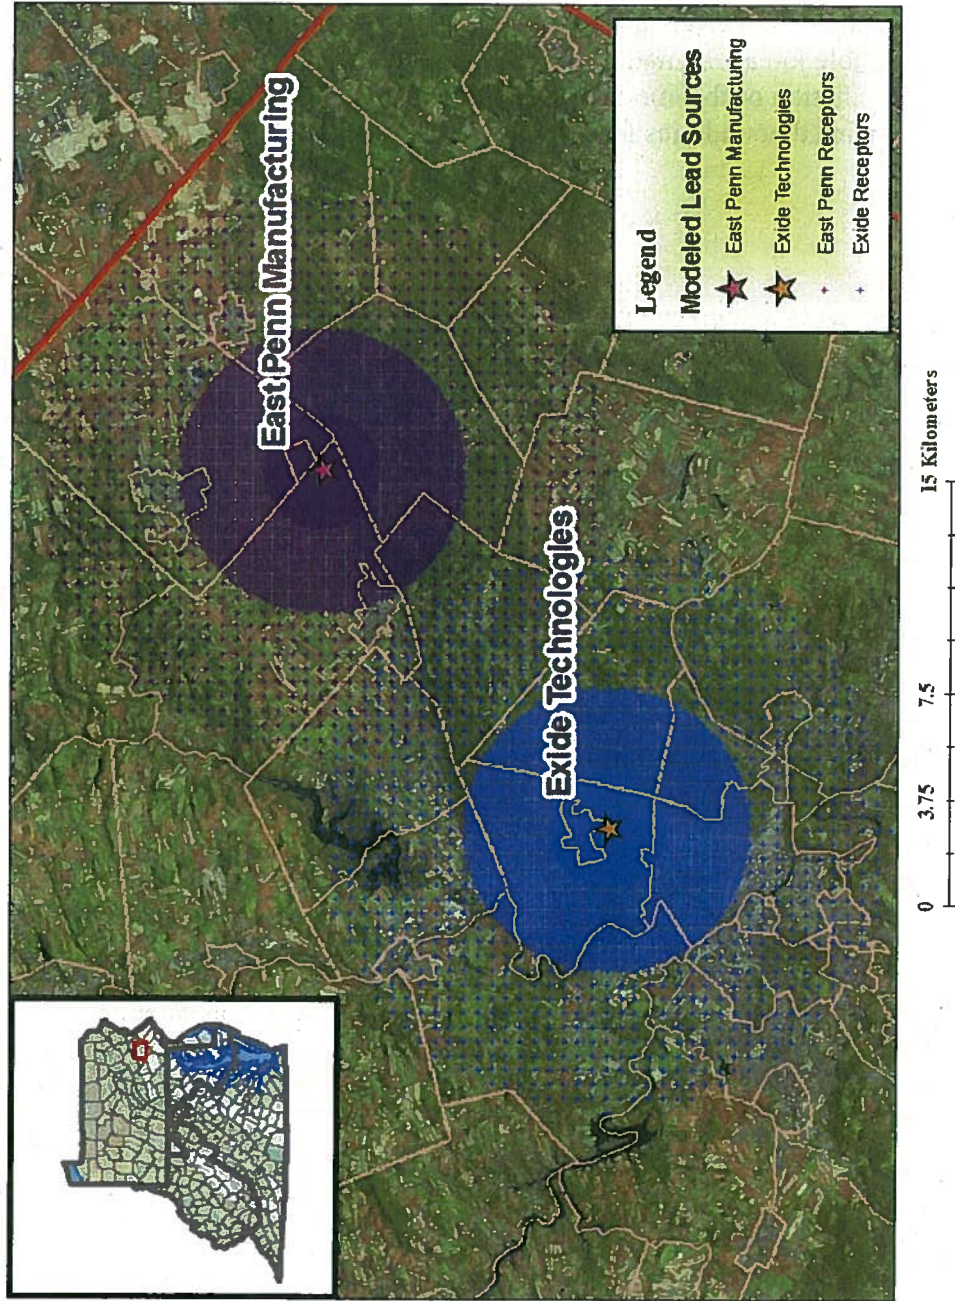 East Penn Manufacturing
Exide Technologies
Legend
Modeled Lead Sources
East Penn Manufacturing
Exide Technologies
East Penn Receptors
Exide Receptors
0 3.75 7.5 15 Kilometers